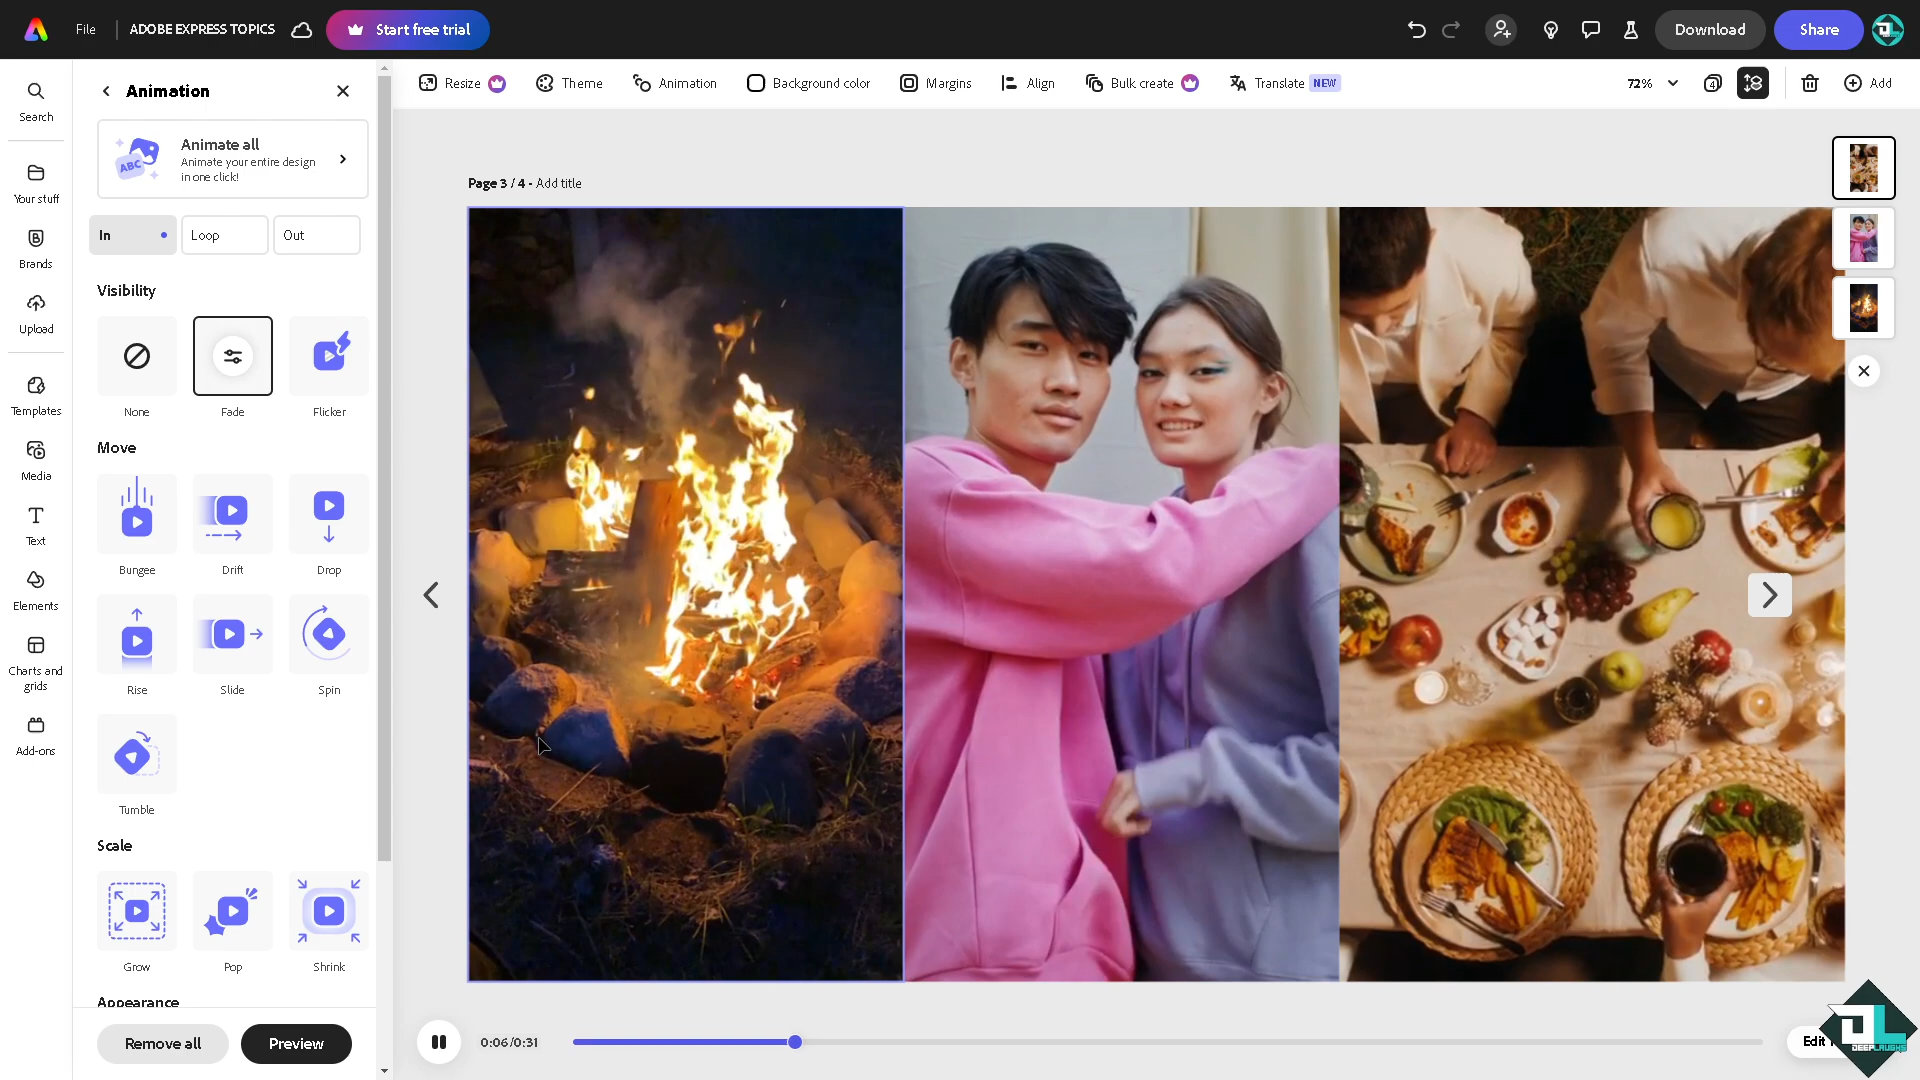 File
ADOBE EXPRESS TOPICS
Start free trial
Download
Share
Search
Your stuff
Brands
Upload
Templates
Media
Text
Elements
Charts and
grids
Add-ons
Animation
Animate all
Animate your entire design
in one click!
In
Loop
Out
Visibility
None
Fade
Flicker
Move
Bungee
Drift
Drop
Rise
Slide
Spin
Tumble
Scale
Grow
Pop
Shrink
Appearance
Remove all
Preview
Resize
Theme
Animation
Background color
Margins
Align
Bulk create
Translate NEW
72%
4
Add
Page 3 / 4 - Add title
0:06/0:31
Edit
DEEPLAUGHS